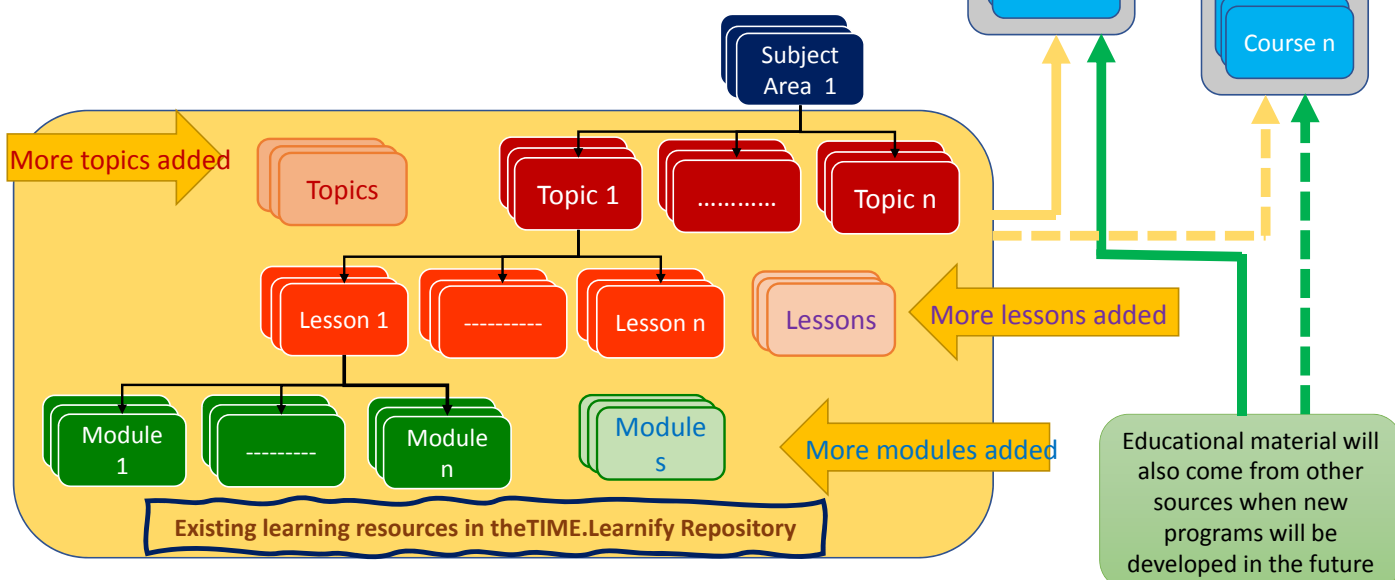 Course n
Subject
Area 1
More topics added
Topics
Topic 1
…………
Topic n
Lesson 1
----------
Lesson n
Lessons
More lessons added
Module
1
---------
Module
n
Module
s
More modules added
Existing learning resources in theTIME.Learnify Repository
Educational material will
also come from other
sources when new
programs will be
developed in the future